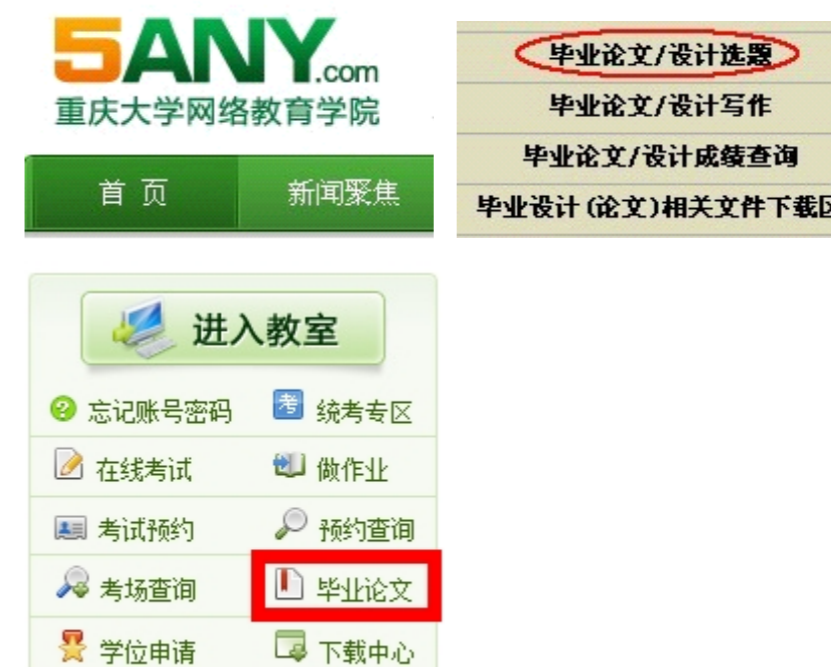 5ANY.com
重庆大学网络教育学院
首 页 新闻聚焦
毕业论文/设计选题
毕业论文/设计写作
毕业论文/设计成绩查询
毕业设计(论文)相关文件下载区
进入教室
忘记账号密码 考 统考专区
在线考试 做作业
考试预约 预约查询
考场查询 毕业论文
学位申请 下载中心